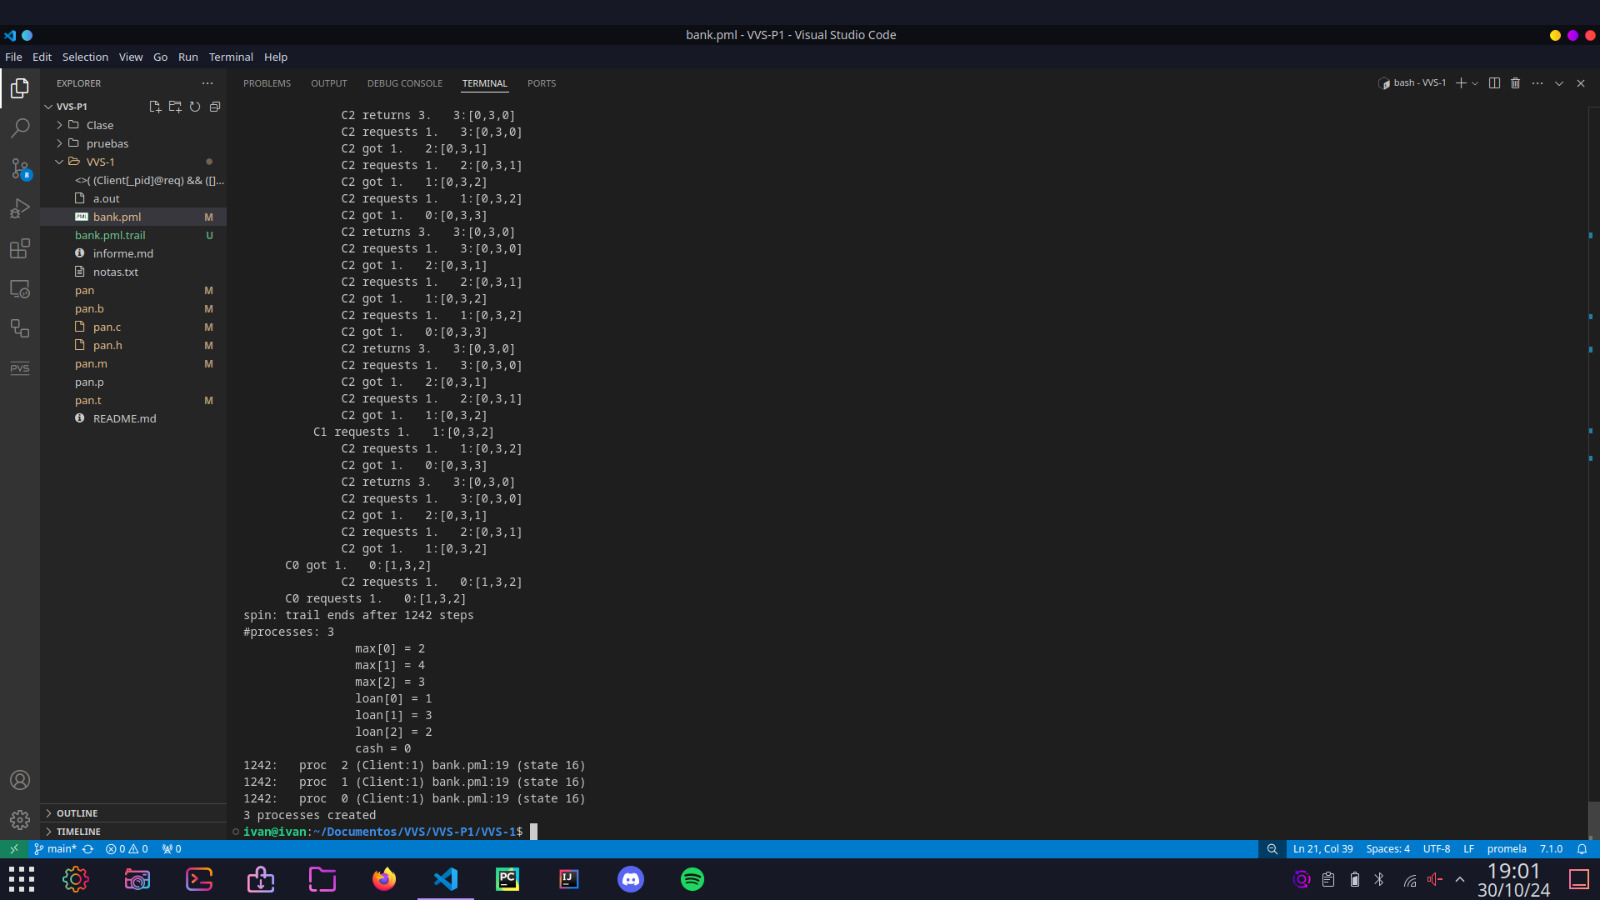 bank.pml - VVS-P1 - Visual Studio Code
File Edit Selection View Go Run Terminal Help
EXPLORER
VVS-P1
Clase
pruebas
VVS-1
<>( (Client[_pid]@req) && ([]...
a.out
bank.pml M
bank.pml.trail U
informe.md
notas.txt
pan M
pan.b M
pan.c M
pan.h M
pan.m M
pan.p
pan.t M
README.md
OUTLINE
TIMELINE
PROBLEMS OUTPUT DEBUG CONSOLE TERMINAL PORTS
bash - VVS-1
C2 returns 3. 3:[0,3,0]
C2 requests 1. 3:[0,3,0]
C2 got 1. 2:[0,3,1]
C2 requests 1. 2:[0,3,1]
C2 got 1. 1:[0,3,2]
C2 requests 1. 1:[0,3,2]
C2 got 1. 0:[0,3,3]
C2 returns 3. 3:[0,3,0]
C2 requests 1. 3:[0,3,0]
C2 got 1. 2:[0,3,1]
C2 requests 1. 2:[0,3,1]
C2 got 1. 1:[0,3,2]
C2 requests 1. 1:[0,3,2]
C2 got 1. 0:[0,3,3]
C2 returns 3. 3:[0,3,0]
C2 requests 1. 3:[0,3,0]
C2 got 1. 2:[0,3,1]
C2 requests 1. 2:[0,3,1]
C2 got 1. 1:[0,3,2]
C1 requests 1. 1:[0,3,2]
C2 requests 1. 1:[0,3,2]
C2 got 1. 0:[0,3,3]
C2 returns 3. 3:[0,3,0]
C2 requests 1. 3:[0,3,0]
C2 got 1. 2:[0,3,1]
C2 requests 1. 2:[0,3,1]
C2 got 1. 1:[0,3,2]
C0 got 1. 0:[1,3,2]
C2 requests 1. 0:[1,3,2]
C0 requests 1. 0:[1,3,2]
spin: trail ends after 1242 steps
#processes: 3
max[0] = 2
max[1] = 4
max[2] = 3
loan[0] = 1
loan[1] = 3
loan[2] = 2
cash = 0
1242: proc 2 (Client:1) bank.pml:19 (state 16)
1242: proc 1 (Client:1) bank.pml:19 (state 16)
1242: proc 0 (Client:1) bank.pml:19 (state 16)
3 processes created
ivan@ivan:~/Documentos/VVS/VVS-P1/VVS-1$
main* 0 0 0 Ln 21, Col 39 Spaces: 4 UTF-8 LF promela 7.1.0
19:01
30/10/24